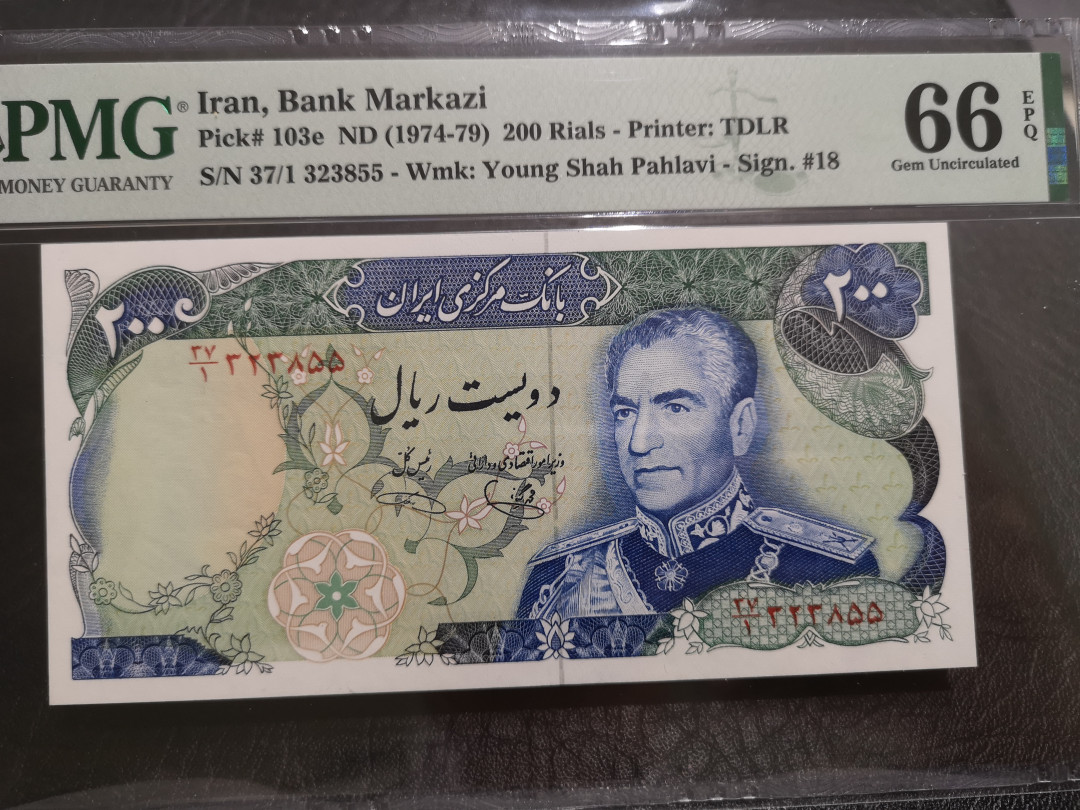 PMG®
MONEY GUARANTY
Iran, Bank Markazi
Pick# 103e ND (1974-79) 200 Rials - Printer: TDLR
S/N 37/1 323855 - Wmk: Young Shah Pahlavi - Sign. #18
66 EPQ
Gem Uncirculated
۲۰۰
بانک مرکزی ایران
۲۰۰
۳۷/۱ ۳۲۳۸۵۵
دویست ریال
وزیر امور اقتصادی و دارائی
رئیس کل
۳۷/۱ ۳۲۳۸۵۵